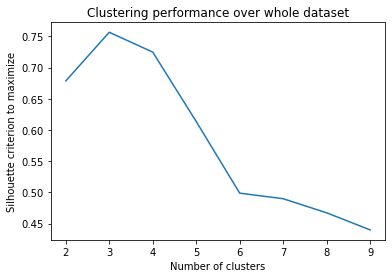 Clustering performance over whole dataset
Silhouette criterion to maximize
0.75
0.70
0.65
0.60
0.55
0.50
0.45
2 3 4 5 6 7 8 9
Number of clusters